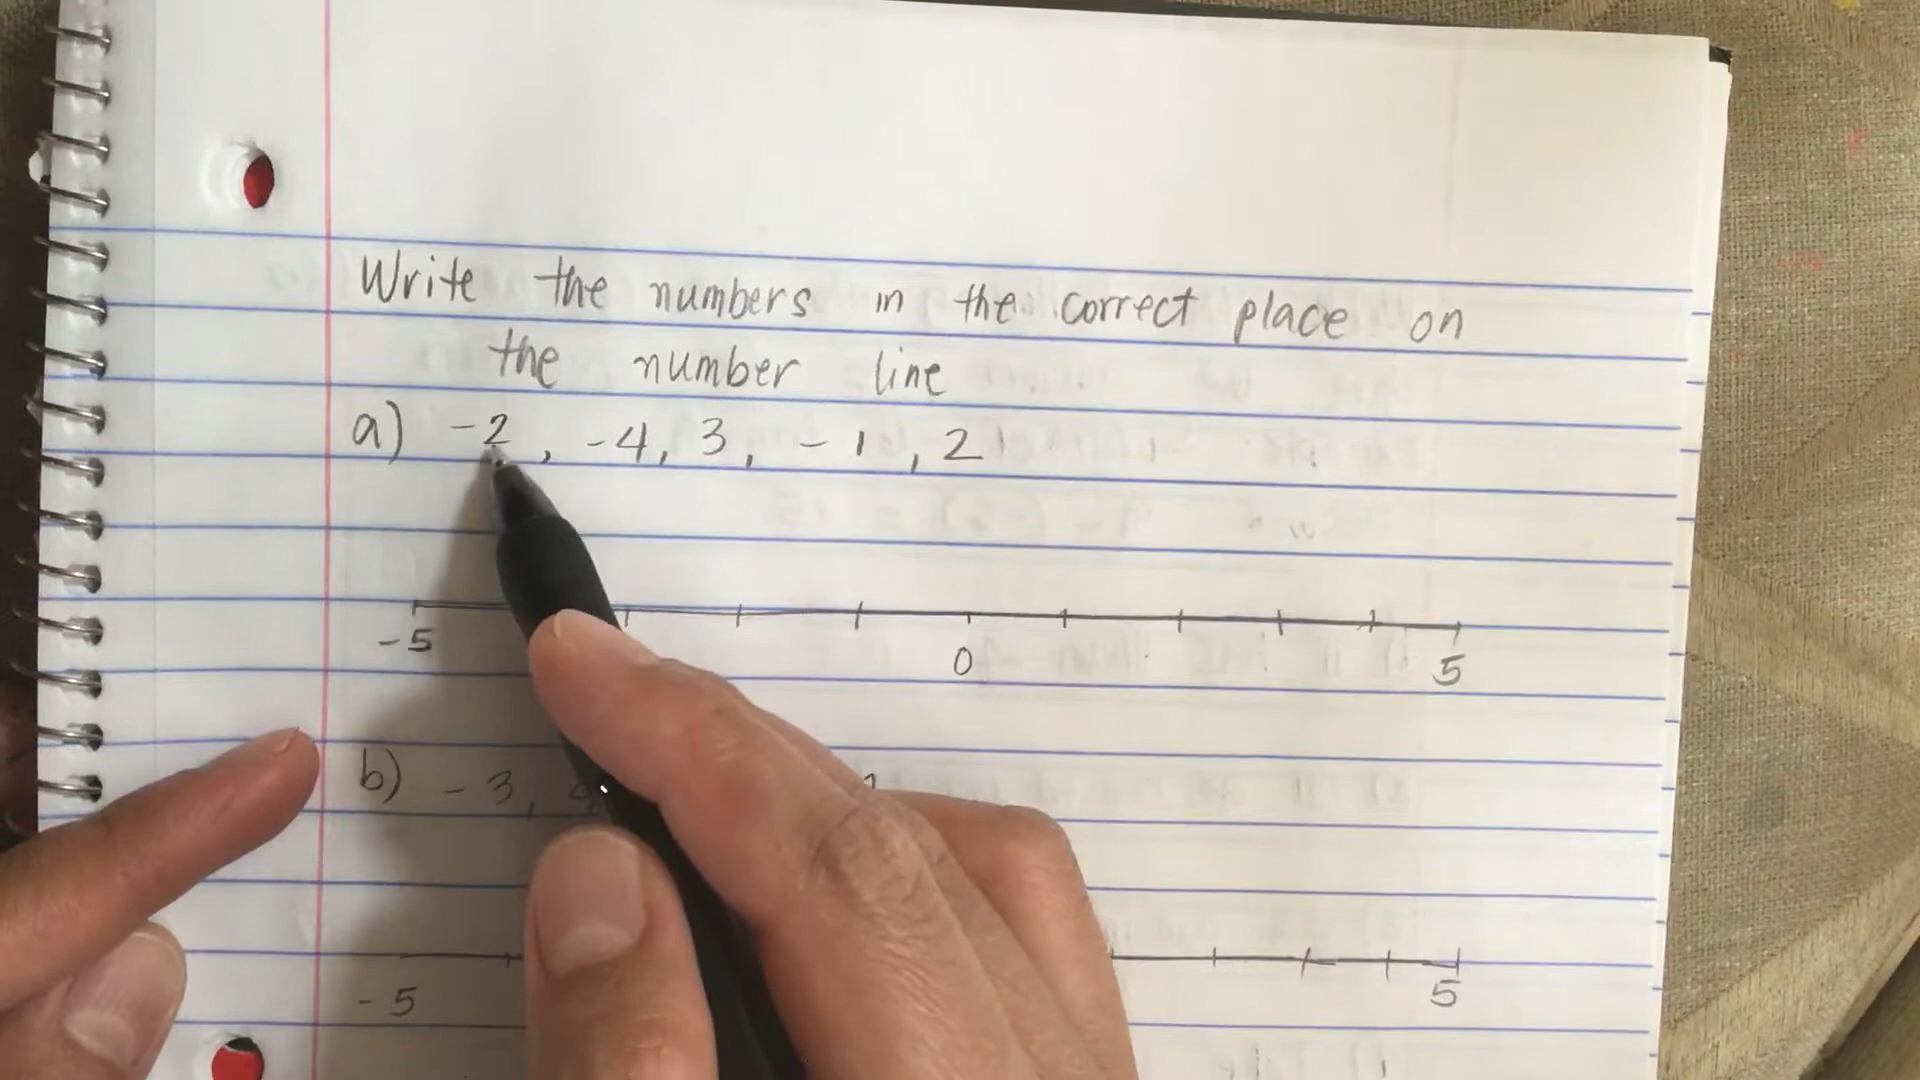 Write the numbers in the correct place on
the number line
a) -2, -4, 3, -1, 2
-5 0 5
b) -3,
-5 5